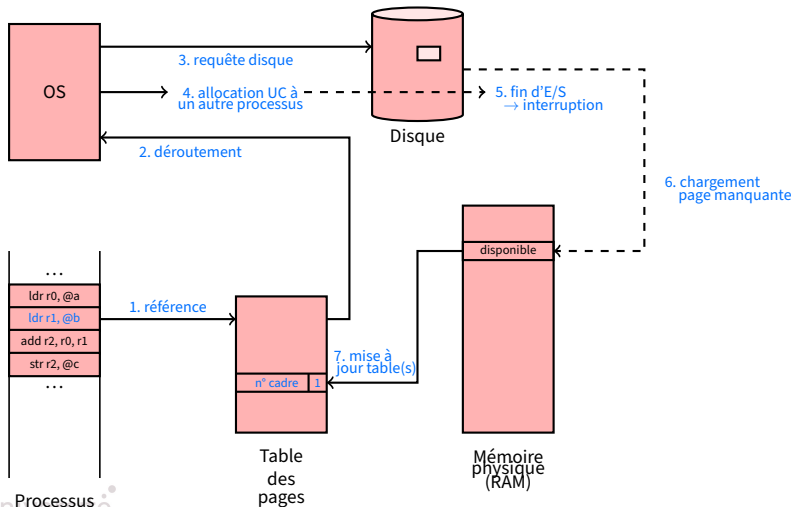 OS
3. requête disque
4. allocation UC à
un autre processus
5. fin d'E/S
→ interruption
Disque
2. déroutement
6. chargement
page manquante
disponible
...
ldr r0, @a
ldr r1, @b
add r2, r0, r1
str r2, @c
...
1. référence
7. mise à
jour table(s)
n° cadre 1
Table
des
pages
Mémoire
physique
(RAM)
Processus